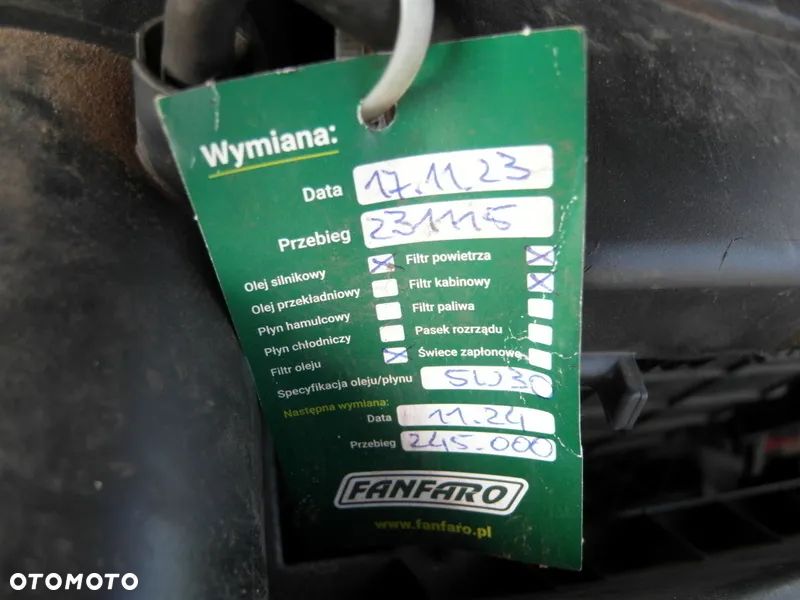 Wymiana:
Data 17.11.23
Przebieg 231115
Olej silnikowy Filtr powietrza
Olej przekładniowy Filtr kabinowy
Płyn hamulcowy Filtr paliwa
Płyn chłodniczy Pasek rozrządu
Filtr oleju Świece zapłonowe
Specyfikacja oleju/płynu 5W30
Następna wymiana:
Data 11.24
Przebieg 245.000
FANFARO
www.fanfaro.pl
OTOMOTO